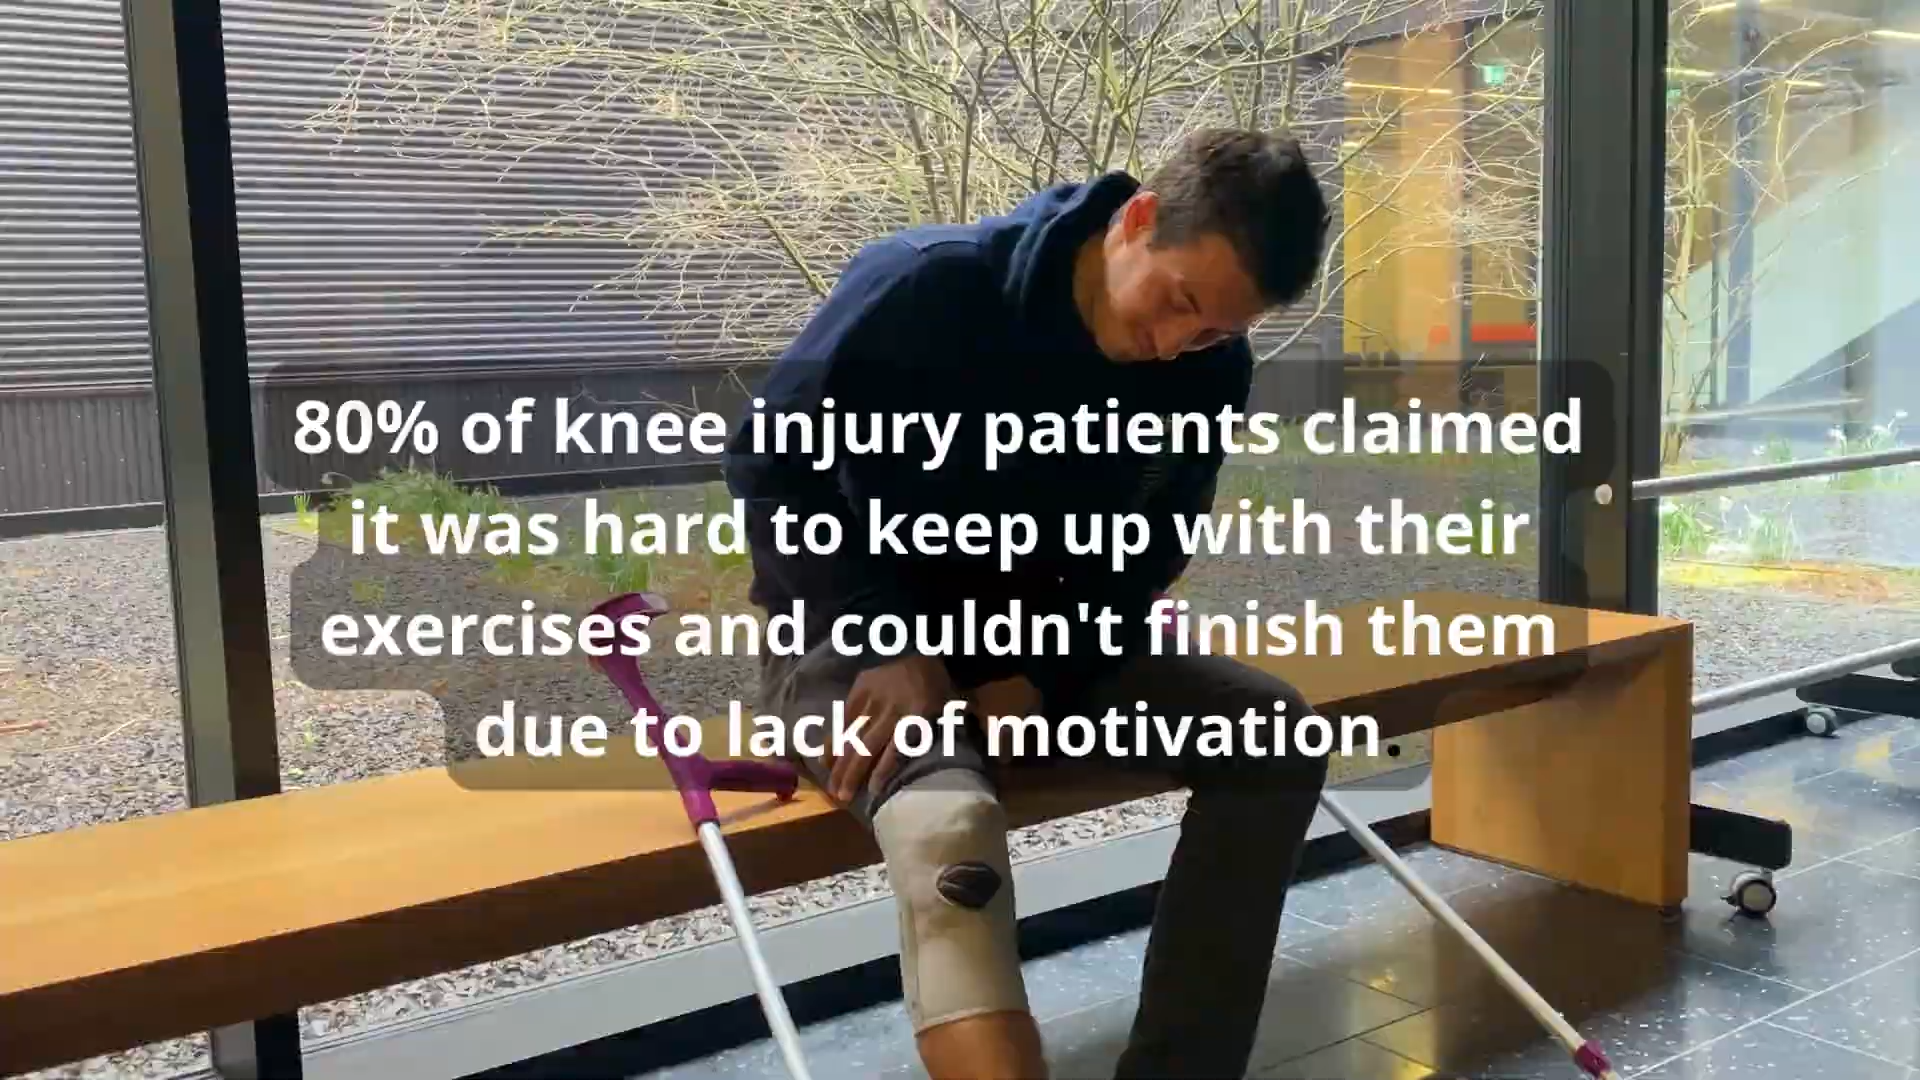 80% of knee injury patients claimed
it was hard to keep up with their
exercises and couldn't finish them
due to lack of motivation.